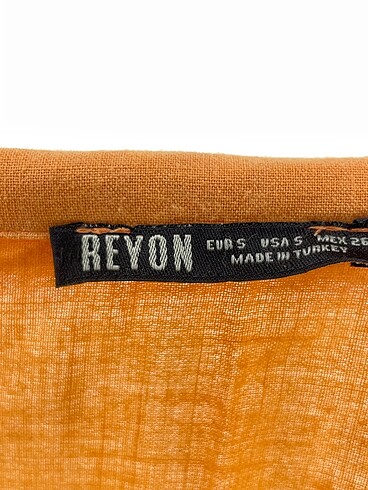 REYON EUR S USA S MEX 26
MADE IN TURKEY